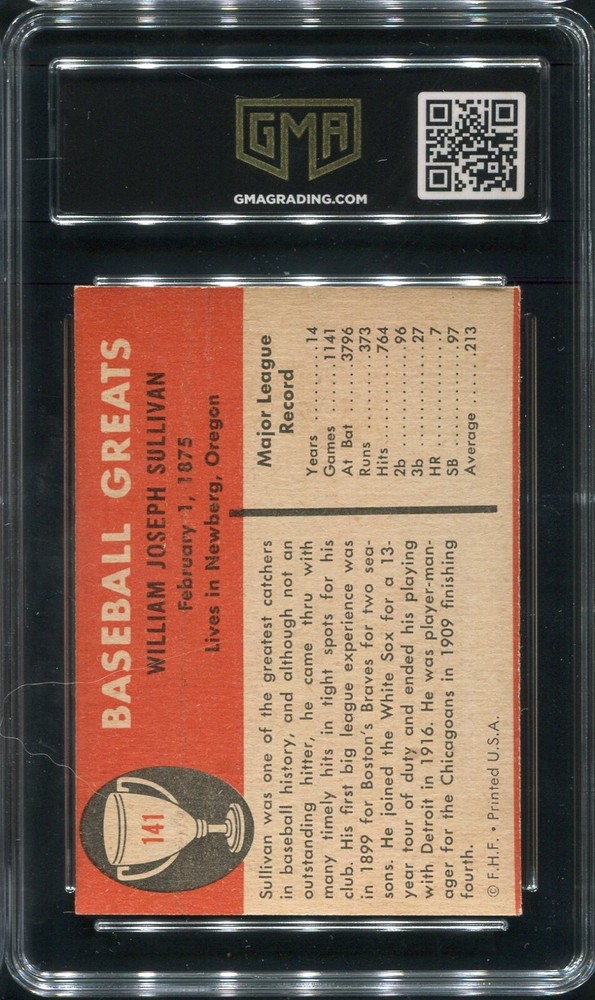 GMA
GMAGRADING.COM
BASEBALL GREATS
WILLIAM JOSEPH SULLIVAN
February 1, 1875
Lives in Newberg, Oregon
141
Sullivan was one of the greatest catchers
in baseball history, and although not an
outstanding hitter, he came thru with
many timely hits in tight spots for his
club. His first big league experience was
in 1899 for Boston's Braves for two sea-
sons. He joined the White Sox for a 13-
year tour of duty and ended his playing
with Detroit in 1916. He was player-man-
ager for the Chicagoans in 1909 finishing
fourth.
Major League
Record
Years ........ 14
Games ..... 1141
At Bat ...... 3796
Runs ........ 373
Hits ......... 764
2b ........... 96
3b ........... 27
HR ........... 7
SB ........... 97
Average ..... .213
© F.H.F. • Printed U.S.A.